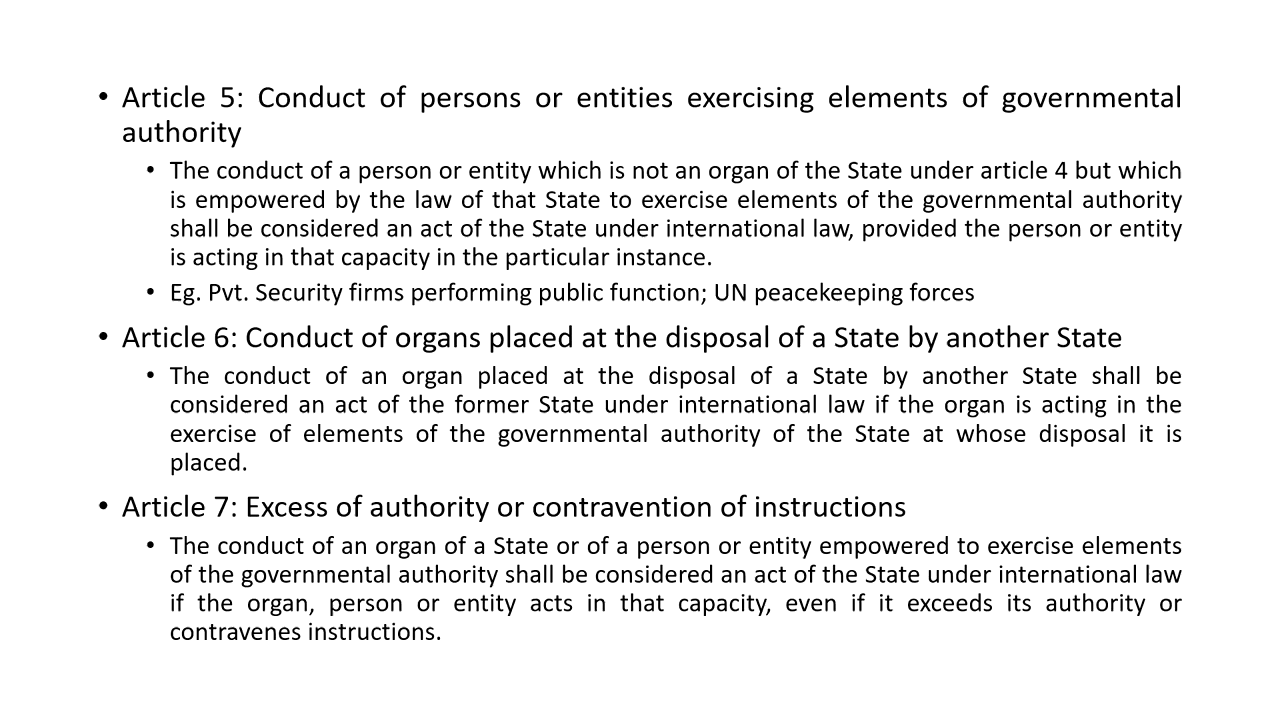 • Article 5: Conduct of persons or entities exercising elements of governmental
authority
• The conduct of a person or entity which is not an organ of the State under article 4 but which
is empowered by the law of that State to exercise elements of the governmental authority
shall be considered an act of the State under international law, provided the person or entity
is acting in that capacity in the particular instance.
• Eg. Pvt. Security firms performing public function; UN peacekeeping forces
• Article 6: Conduct of organs placed at the disposal of a State by another State
• The conduct of an organ placed at the disposal of a State by another State shall be
considered an act of the former State under international law if the organ is acting in the
exercise of elements of the governmental authority of the State at whose disposal it is
placed.
• Article 7: Excess of authority or contravention of instructions
• The conduct of an organ of a State or of a person or entity empowered to exercise elements
of the governmental authority shall be considered an act of the State under international law
if the organ, person or entity acts in that capacity, even if it exceeds its authority or
contravenes instructions.